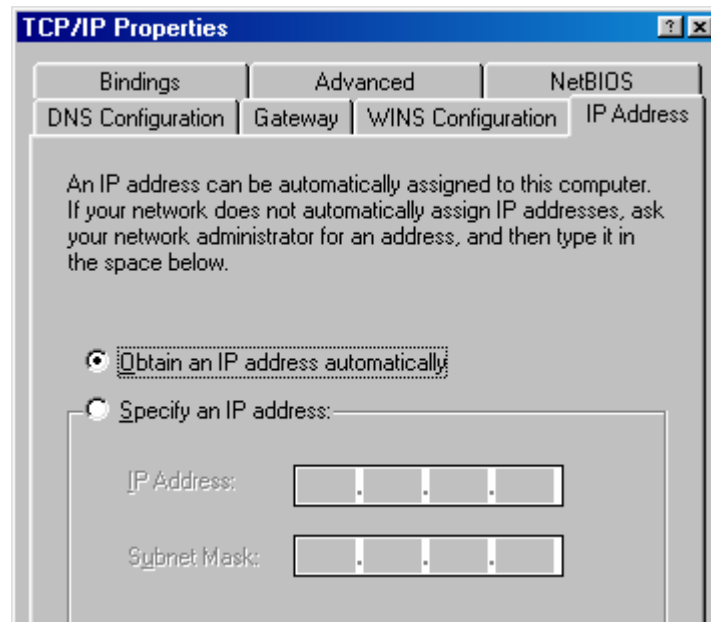 TCP/IP Properties
Bindings Advanced NetBIOS
DNS Configuration Gateway WINS Configuration IP Address
An IP address can be automatically assigned to this computer.
If your network does not automatically assign IP addresses, ask
your network administrator for an address, and then type it in
the space below.
Obtain an IP address automatically
Specify an IP address:
IP Address:
Subnet Mask: